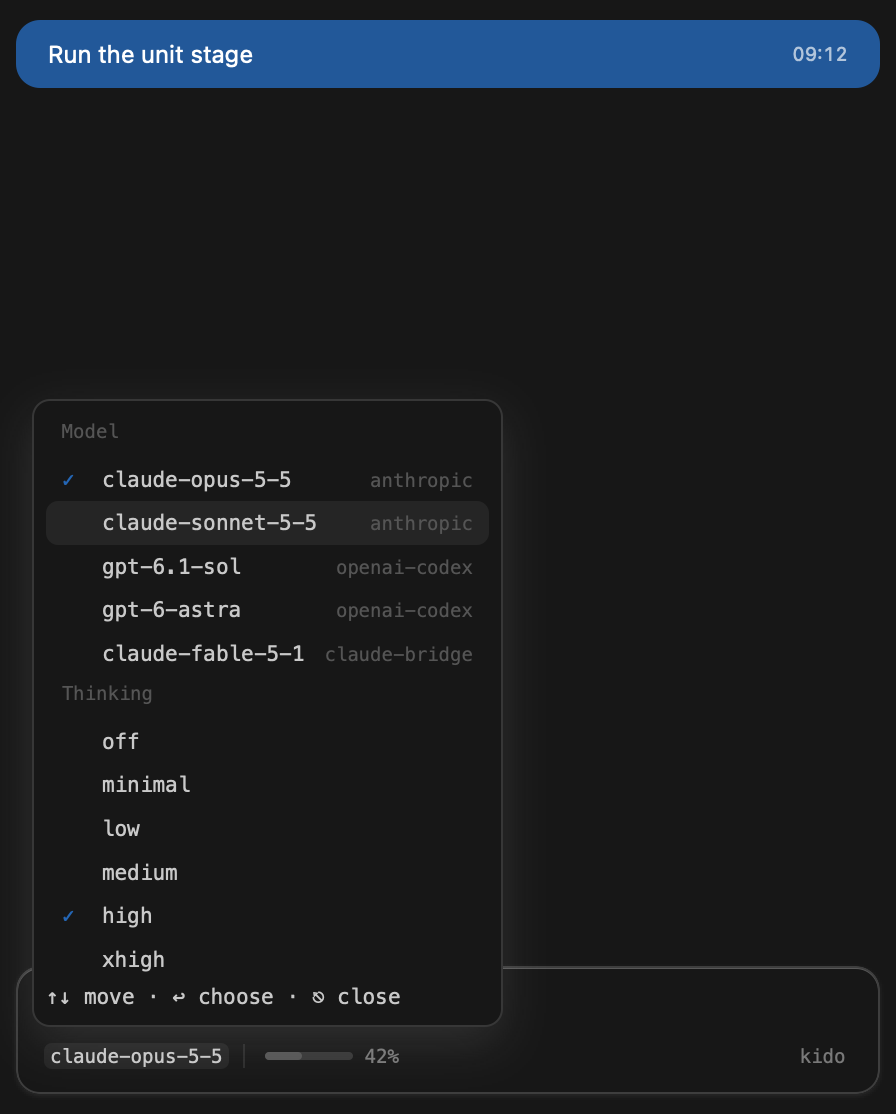 Run the unit stage 09:12
Model
✓ claude-opus-5-5 anthropic
claude-sonnet-5-5 anthropic
gpt-6.1-sol openai-codex
gpt-6-astra openai-codex
claude-fable-5-1 claude-bridge
Thinking
off
minimal
low
medium
✓ high
xhigh
↑↓ move · ↩ choose · ⎋ close
claude-opus-5-5 42% kido